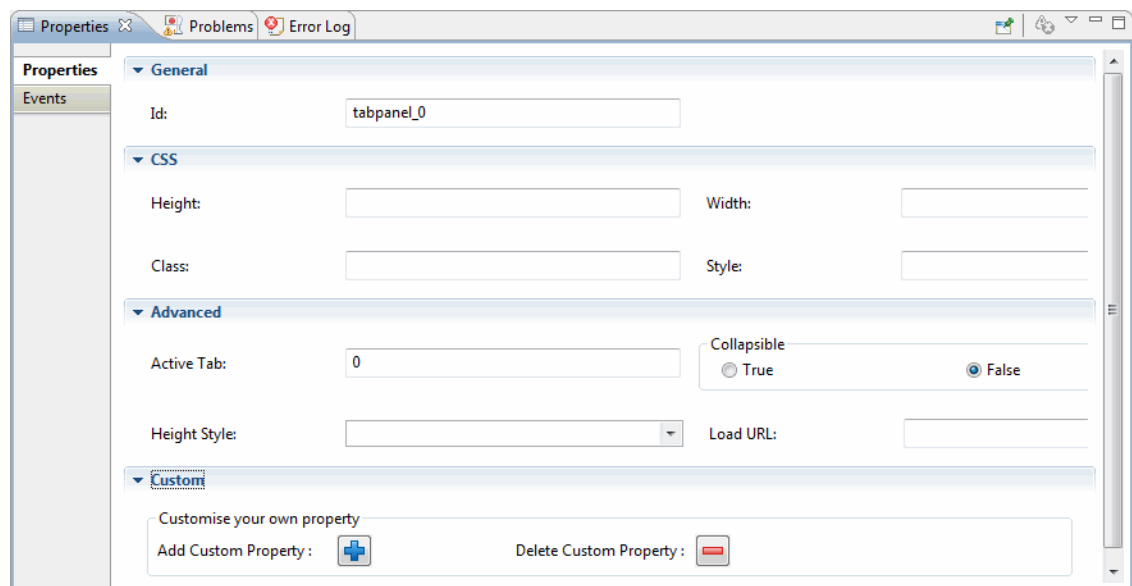 Properties Problems Error Log
Properties
Events
General
Id: tabpanel_0
CSS
Height: Width:
Class: Style:
Advanced
Active Tab: 0 Collapsible
True False
Height Style: Load URL:
Custom
Customise your own property
Add Custom Property : Delete Custom Property :